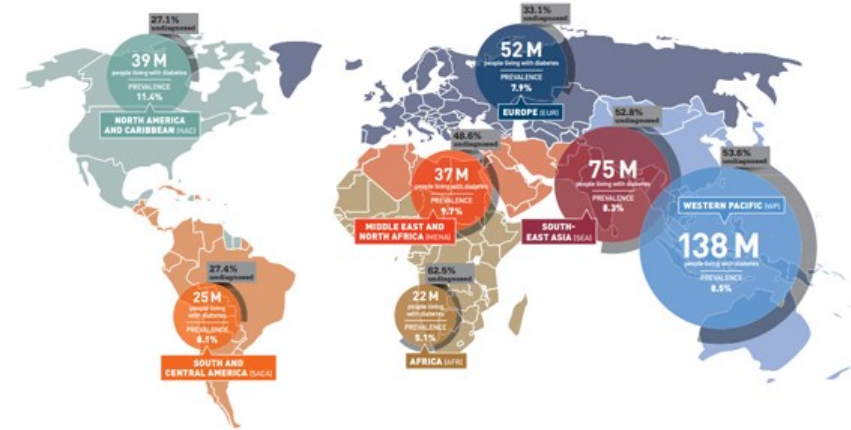 27.1%
undiagnosed
39 M
people living with diabetes
PREVALENCE
11.4%
NORTH AMERICA
AND CARIBBEAN (NAC)
33.1%
undiagnosed
52 M
people living with diabetes
PREVALENCE
7.9%
EUROPE (EUR)
48.6%
undiagnosed
37 M
people living with diabetes
PREVALENCE
9.7%
MIDDLE EAST AND
NORTH AFRICA (MENA)
52.8%
undiagnosed
75 M
people living with diabetes
PREVALENCE
8.3%
SOUTH-
EAST ASIA (SEA)
53.6%
undiagnosed
WESTERN PACIFIC (WP)
138 M
people living with diabetes
PREVALENCE
8.5%
27.4%
undiagnosed
25 M
people living
with diabetes
PREVALENCE
8.1%
SOUTH AND
CENTRAL AMERICA (SACA)
62.5%
undiagnosed
22 M
people living
with diabetes
PREVALENCE
5.1%
AFRICA (AFR)